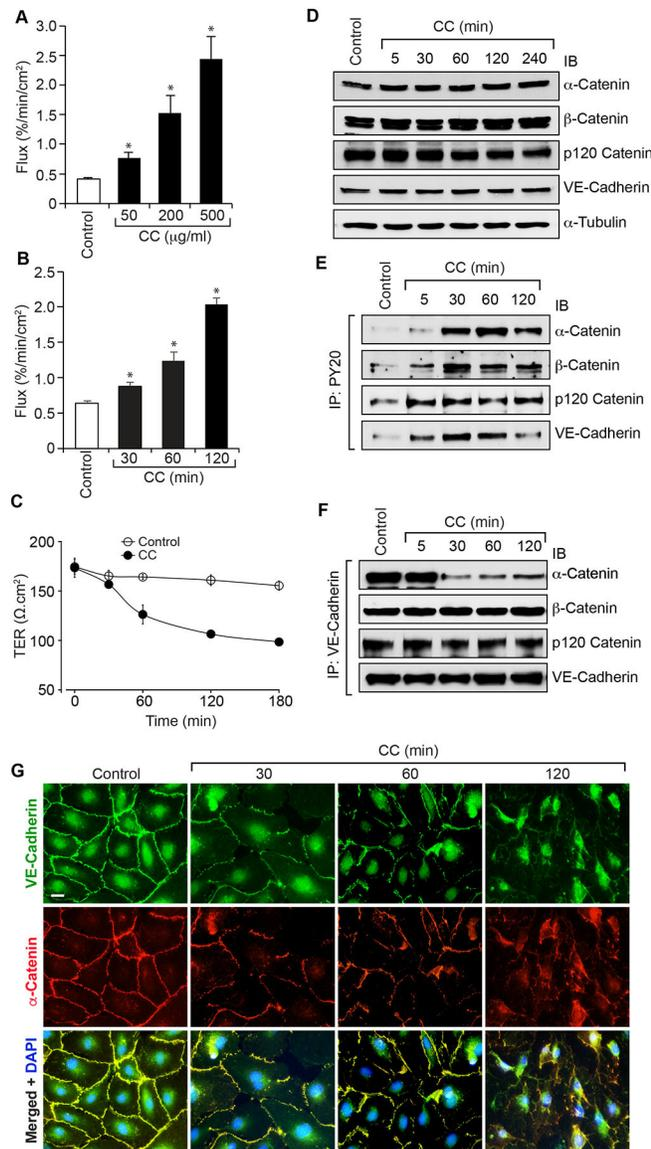 A
3.0
2.5
2.0
1.5
1.0
0.5
0
Flux (%/min/cm²)
*
*
*
Control
50 200 500
CC (μg/ml)
B
2.5
2.0
1.5
1.0
0.5
0
Flux (%/min/cm²)
*
*
*
Control
30 60 120
CC (min)
C
Control
CC
200
150
100
50
TER (Ω.cm²)
0 60 120 180
Time (min)
D
Control
CC (min)
5 30 60 120 240
IB
α-Catenin
β-Catenin
p120 Catenin
VE-Cadherin
α-Tubulin
E
Control
CC (min)
5 30 60 120
IB
IP: PY20
α-Catenin
β-Catenin
p120 Catenin
VE-Cadherin
F
Control
CC (min)
5 30 60 120
IB
IP: VE-Cadherin
α-Catenin
β-Catenin
p120 Catenin
VE-Cadherin
G
CC (min)
Control 30 60 120
VE-Cadherin
α-Catenin
Merged + DAPI